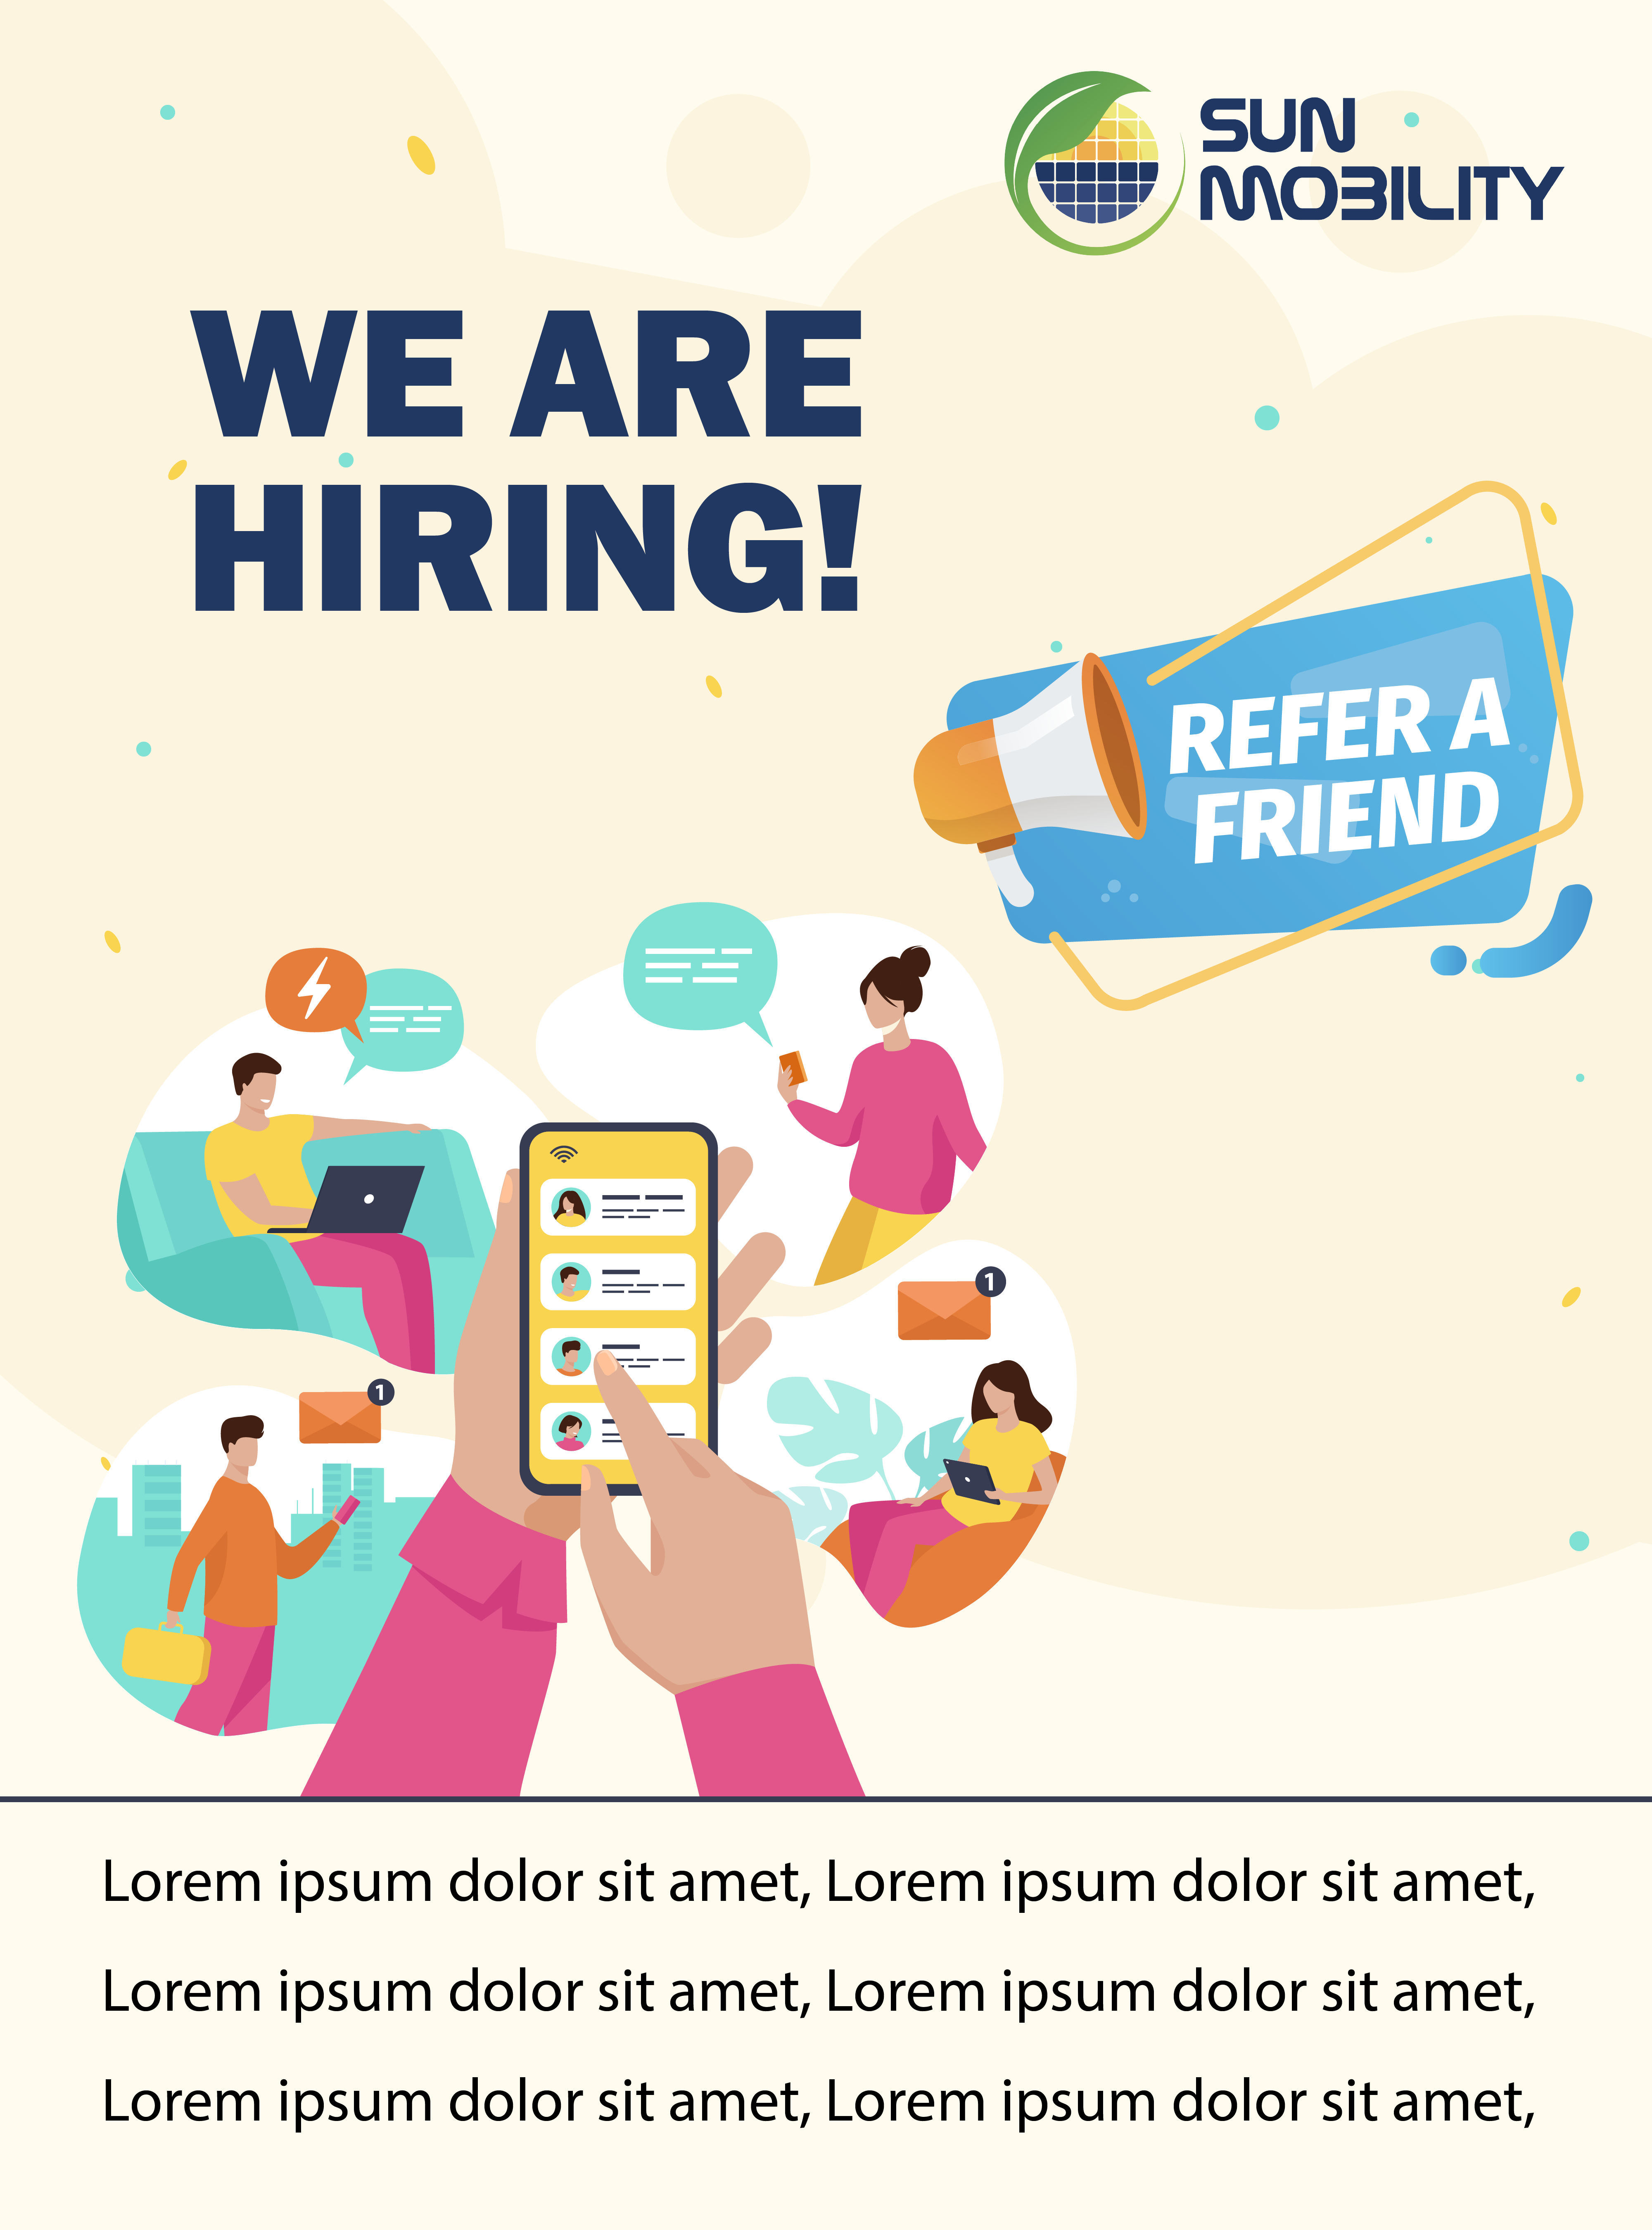 SUN
MOBILITY
WE ARE
HIRING!
REFER A
FRIEND
1
1
Lorem ipsum dolor sit amet, Lorem ipsum dolor sit amet,
Lorem ipsum dolor sit amet, Lorem ipsum dolor sit amet,
Lorem ipsum dolor sit amet, Lorem ipsum dolor sit amet,